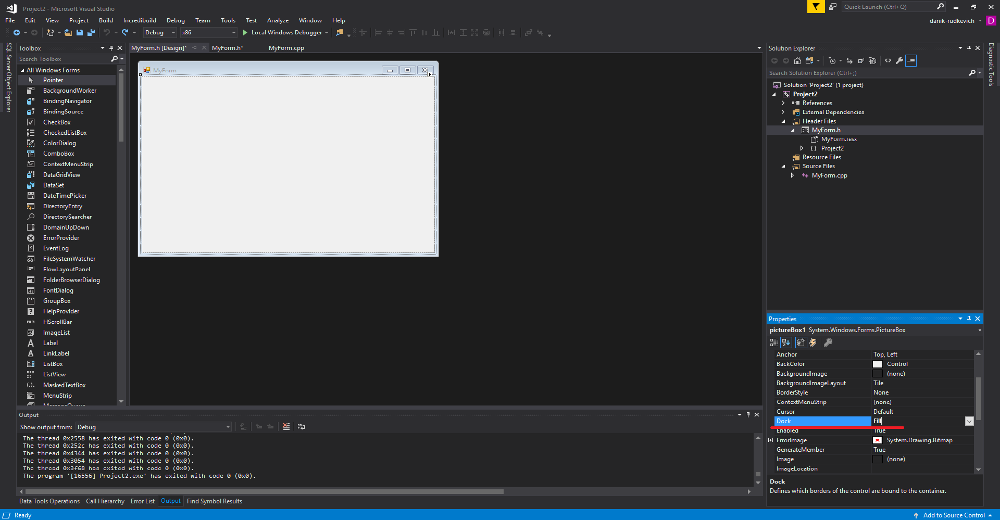 Project2 - Microsoft Visual Studio
Quick Launch (Ctrl+Q)
File Edit View Project Build Incredibuild Debug Team Tools Test Analyze Window Help
danik-rudkevich D
Debug x86 Local Windows Debugger
SQL Server Object Explorer
Toolbox
Search Toolbox
All Windows Forms
Pointer
BackgroundWorker
BindingNavigator
BindingSource
CheckBox
CheckedListBox
ColorDialog
ComboBox
ContextMenuStrip
DataGridView
DataSet
DateTimePicker
DirectoryEntry
DirectorySearcher
DomainUpDown
ErrorProvider
EventLog
FileSystemWatcher
FlowLayoutPanel
FolderBrowserDialog
FontDialog
GroupBox
HelpProvider
HScrollBar
ImageList
Label
LinkLabel
ListBox
ListView
MaskedTextBox
MenuStrip
MessageQueue
MyForm.h [Design]* MyForm.h* MyForm.cpp
MyForm
Output
Show output from: Debug
The thread 0x2558 has exited with code 0 (0x0).
The thread 0x252c has exited with code 0 (0x0).
The thread 0x4344 has exited with code 0 (0x0).
The thread 0x3054 has exited with code 0 (0x0).
The thread 0x3f68 has exited with code 0 (0x0).
The program '[16556] Project2.exe' has exited with code 0 (0x0).
Data Tools Operations Call Hierarchy Error List Output Find Symbol Results
Solution Explorer
Search Solution Explorer (Ctrl+;)
Solution 'Project2' (1 project)
Project2
References
External Dependencies
Header Files
MyForm.h
MyForm.resx
{ } Project2
Resource Files
Source Files
MyForm.cpp
Diagnostic Tools
Properties
pictureBox1 System.Windows.Forms.PictureBox
Anchor Top, Left
BackColor Control
BackgroundImage (none)
BackgroundImageLayout Tile
BorderStyle None
ContextMenuStrip (none)
Cursor Default
Dock Fill
Enabled True
ErrorImage System.Drawing.Bitmap
GenerateMember True
Image (none)
ImageLocation
Dock
Defines which borders of the control are bound to the container.
Ready
Add to Source Control